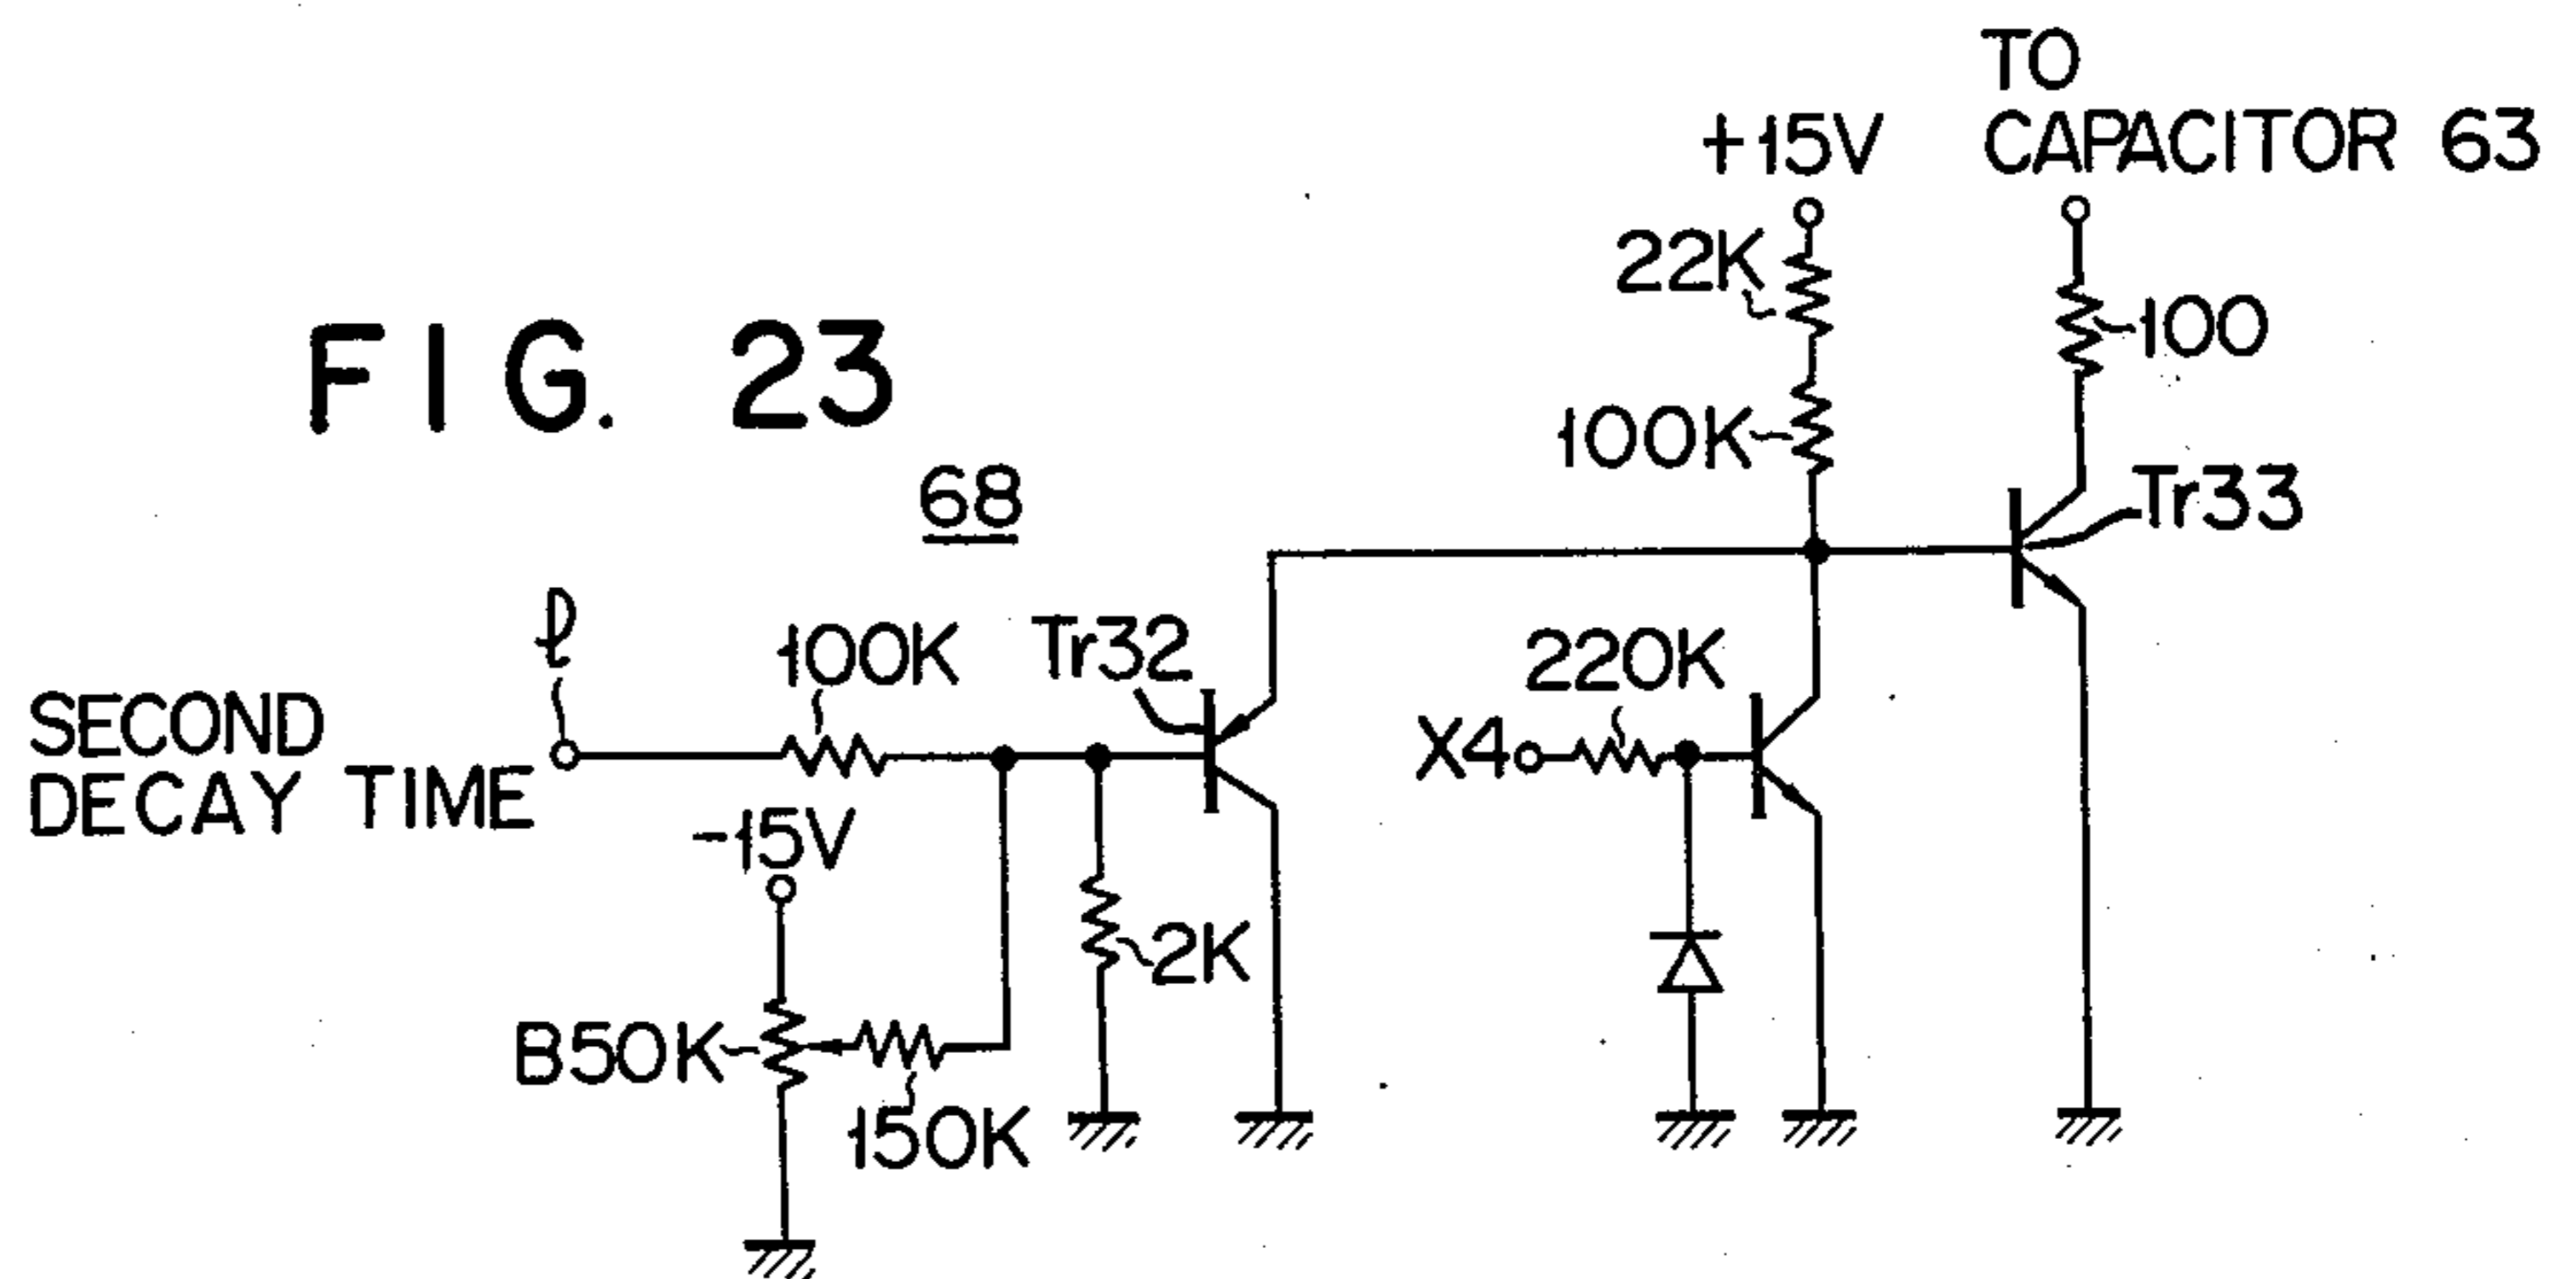 TO
CAPACITOR 63
+15V
22K
100
FIG. 23
100K
68
Tr33
ℓ
100K
Tr32
220K
SECOND
DECAY TIME
X4
-15V
2K
B50K
150K